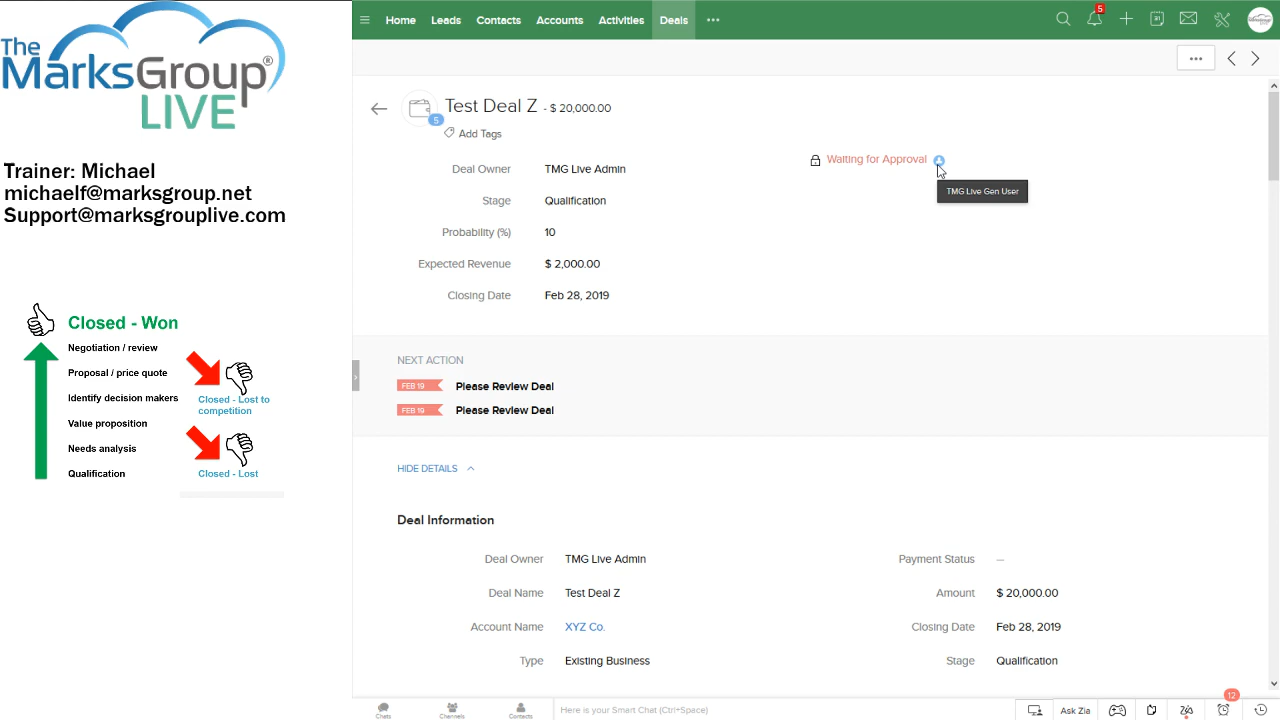 The
MarksGroup®
LIVE
Trainer: Michael
michaelf@marksgroup.net
Support@marksgrouplive.com
Closed - Won
Negotiation / review
Proposal / price quote
Identify decision makers
Value proposition
Needs analysis
Qualification
Closed - Lost to
competition
Closed - Lost
Home Leads Contacts Accounts Activities Deals
5
31
Test Deal Z - $ 20,000.00
5
Add Tags
Deal Owner TMG Live Admin
Waiting for Approval
TMG Live Gen User
Stage Qualification
Probability (%) 10
Expected Revenue $ 2,000.00
Closing Date Feb 28, 2019
NEXT ACTION
FEB 19 Please Review Deal
FEB 19 Please Review Deal
HIDE DETAILS
Deal Information
Deal Owner TMG Live Admin Payment Status —
Deal Name Test Deal Z Amount $ 20,000.00
Account Name XYZ Co. Closing Date Feb 28, 2019
Type Existing Business Stage Qualification
12
Chats Channels Contacts Here is your Smart Chat (Ctrl+Space) Ask Zia